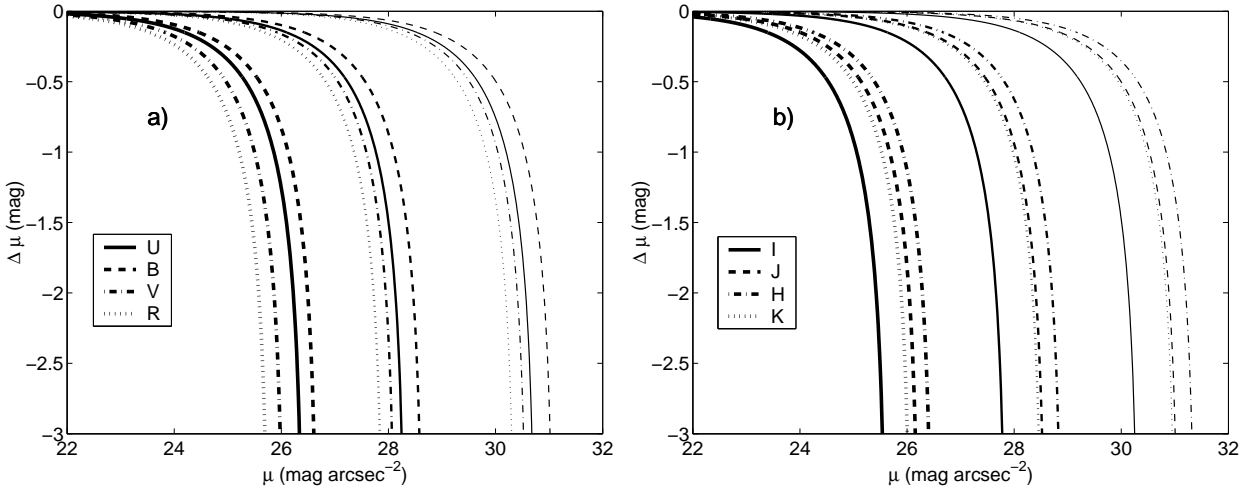 a)
U
B
V
R
0
−0.5
−1
−1.5
−2
−2.5
−3
Δ μ (mag)
22 24 26 28 30 32
μ (mag arcsec⁻²)
b)
I
J
H
K
0
−0.5
−1
−1.5
−2
−2.5
−3
Δ μ (mag)
22 24 26 28 30 32
μ (mag arcsec⁻²)